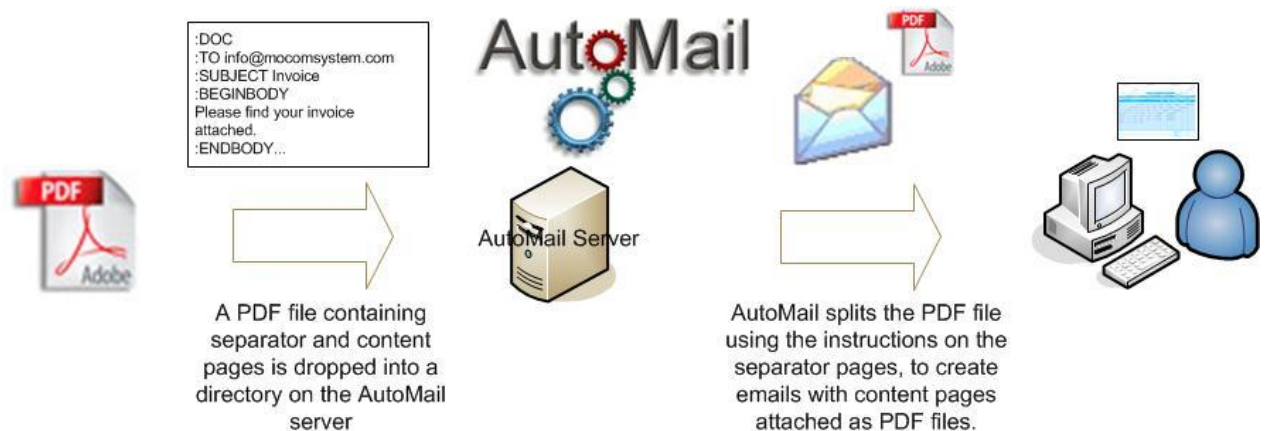 :DOC
:TO info@mocomsystem.com
:SUBJECT Invoice
:BEGINBODY
Please find your invoice
attached.
:ENDBODY...
AutoMail
PDF
PDF
Adobe
AutoMail Server
A PDF file containing
separator and content
pages is dropped into a
directory on the AutoMail
server
AutoMail splits the PDF file
using the instructions on the
separator pages, to create
emails with content pages
attached as PDF files.